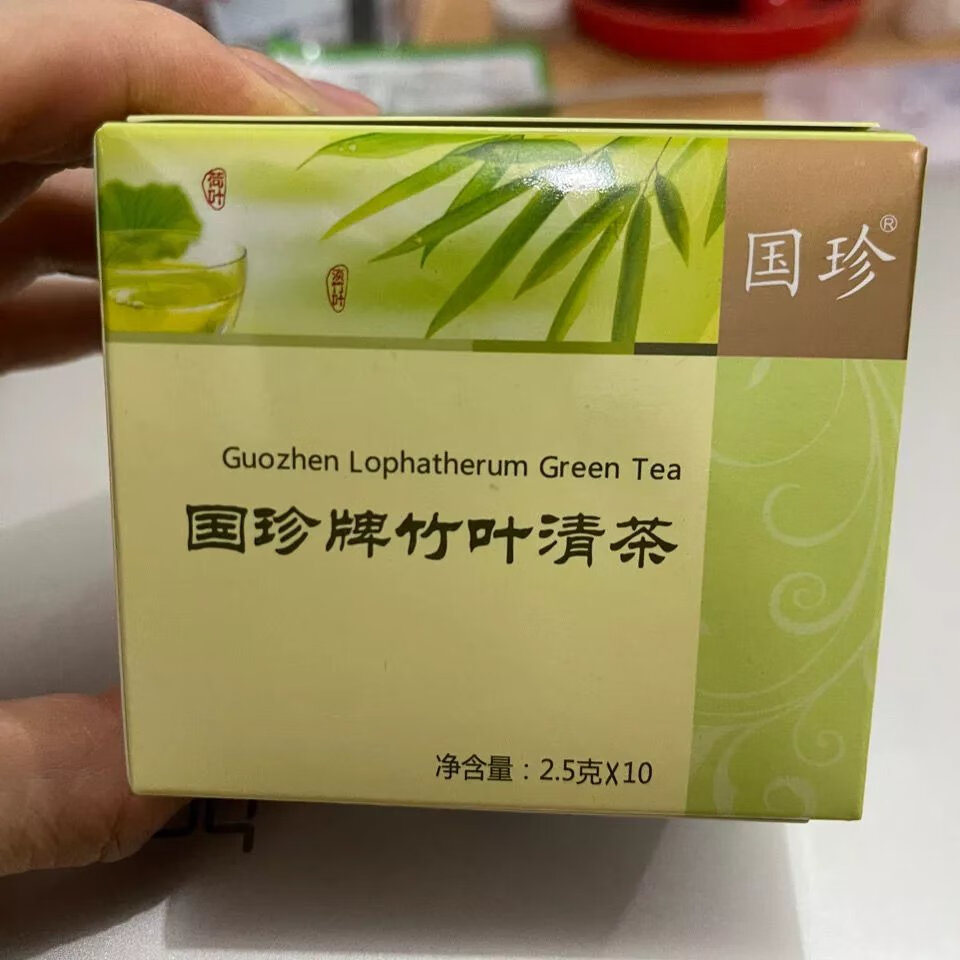 荷叶
淡竹叶
国珍®
Guozhen Lophatherum Green Tea
国珍牌竹叶清茶
净含量：2.5克X10